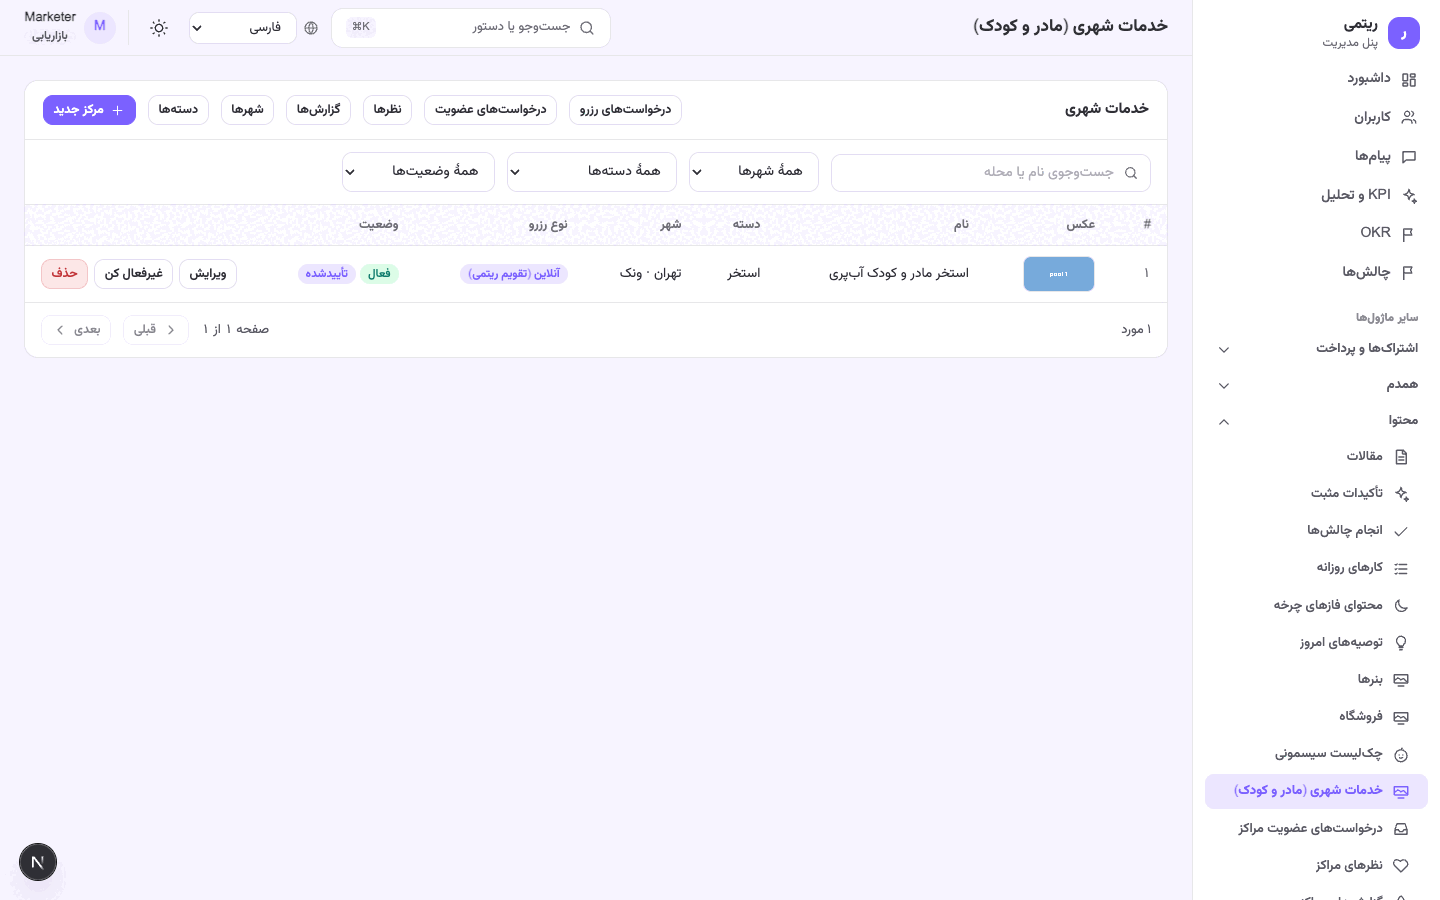 ر
ریتمی
پنل مدیریت
داشبورد
کاربران
پیام‌ها
KPI و تحلیل
OKR
چالش‌ها
سایر ماژول‌ها
اشتراک‌ها و پرداخت
همدم
محتوا
مقالات
تأکیدات مثبت
انجام چالش‌ها
کارهای روزانه
محتوای فازهای چرخه
توصیه‌های امروز
بنرها
فروشگاه
چک‌لیست سیسمونی
خدمات شهری (مادر و کودک)
درخواست‌های عضویت مراکز
نظرهای مراکز
خدمات شهری (مادر و کودک)
جست‌وجو یا دستور ⌘K
فارسی
M
Marketer
بازاریابی
خدمات شهری
درخواست‌های رزرو
درخواست‌های عضویت
نظرها
گزارش‌ها
شهرها
دسته‌ها
مرکز جدید
جست‌وجوی نام یا محله
همهٔ شهرها
همهٔ دسته‌ها
همهٔ وضعیت‌ها
# عکس نام دسته شهر نوع رزرو وضعیت
۱ pool 1 استخر مادر و کودک آب‌پری استخر تهران · ونک آنلاین (تقویم ریتمی) فعال تأییدشده ویرایش غیرفعال کن حذف
۱ مورد
صفحه ۱ از ۱
قبلی
بعدی
N